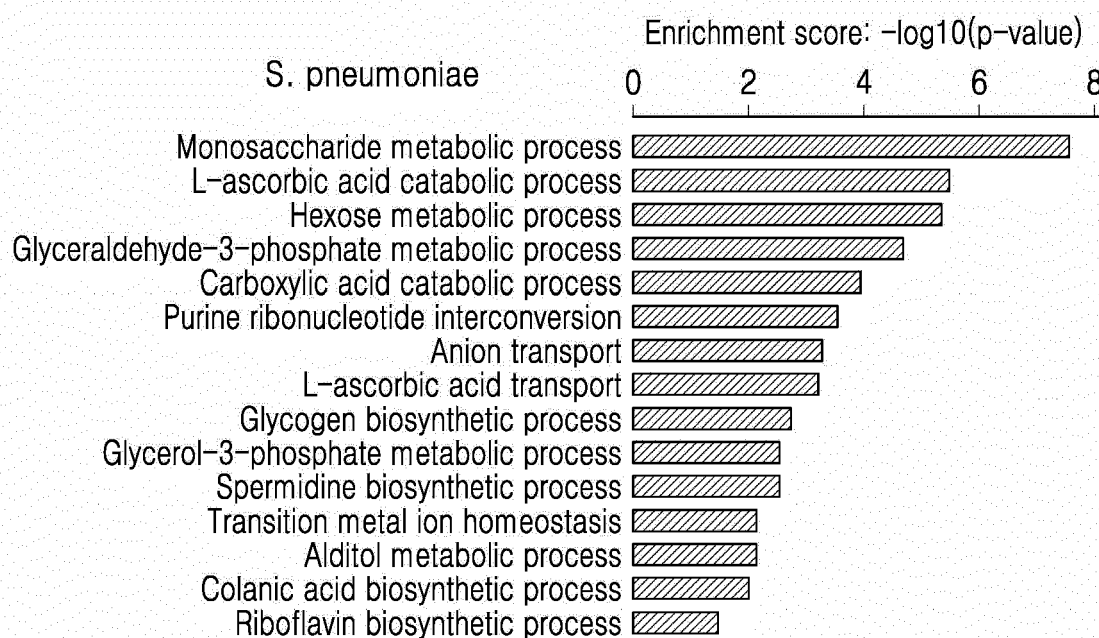 Enrichment score: -log10(p-value)
S. pneumoniae
0 2 4 6 8
Monosaccharide metabolic process
L-ascorbic acid catabolic process
Hexose metabolic process
Glyceraldehyde-3-phosphate metabolic process
Carboxylic acid catabolic process
Purine ribonucleotide interconversion
Anion transport
L-ascorbic acid transport
Glycogen biosynthetic process
Glycerol-3-phosphate metabolic process
Spermidine biosynthetic process
Transition metal ion homeostasis
Alditol metabolic process
Colanic acid biosynthetic process
Riboflavin biosynthetic process